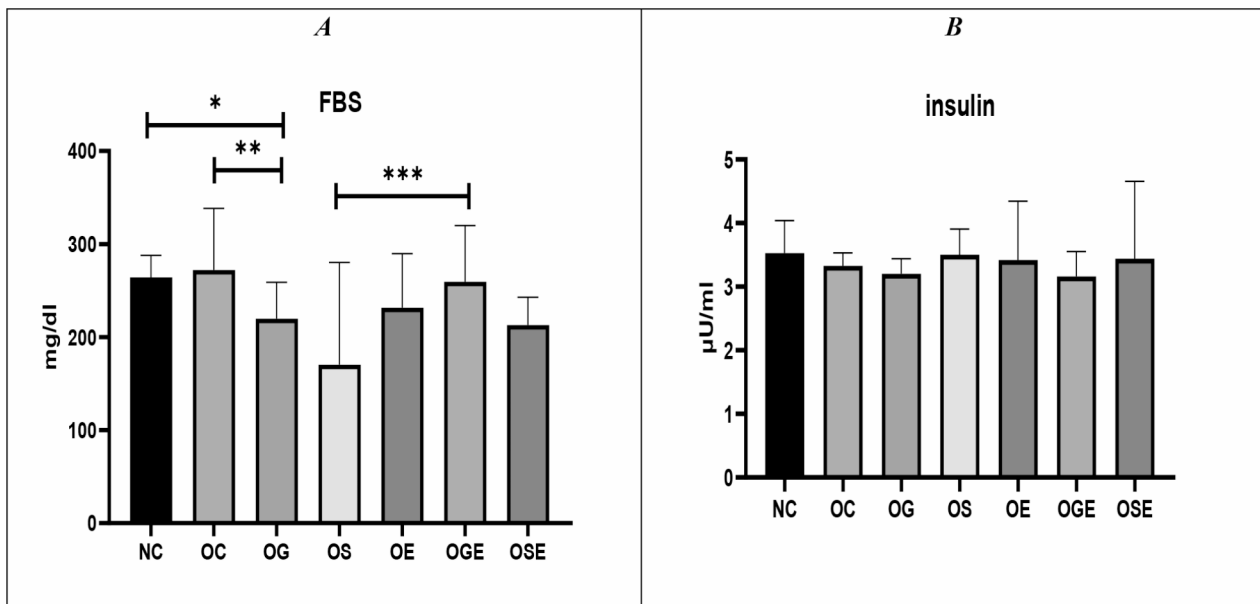 A
FBS
*
**
***
400
300
200
100
0
mg/dl
NC OC OG OS OE OGE OSE
B
insulin
5
4
3
2
1
0
µU/ml
NC OC OG OS OE OGE OSE